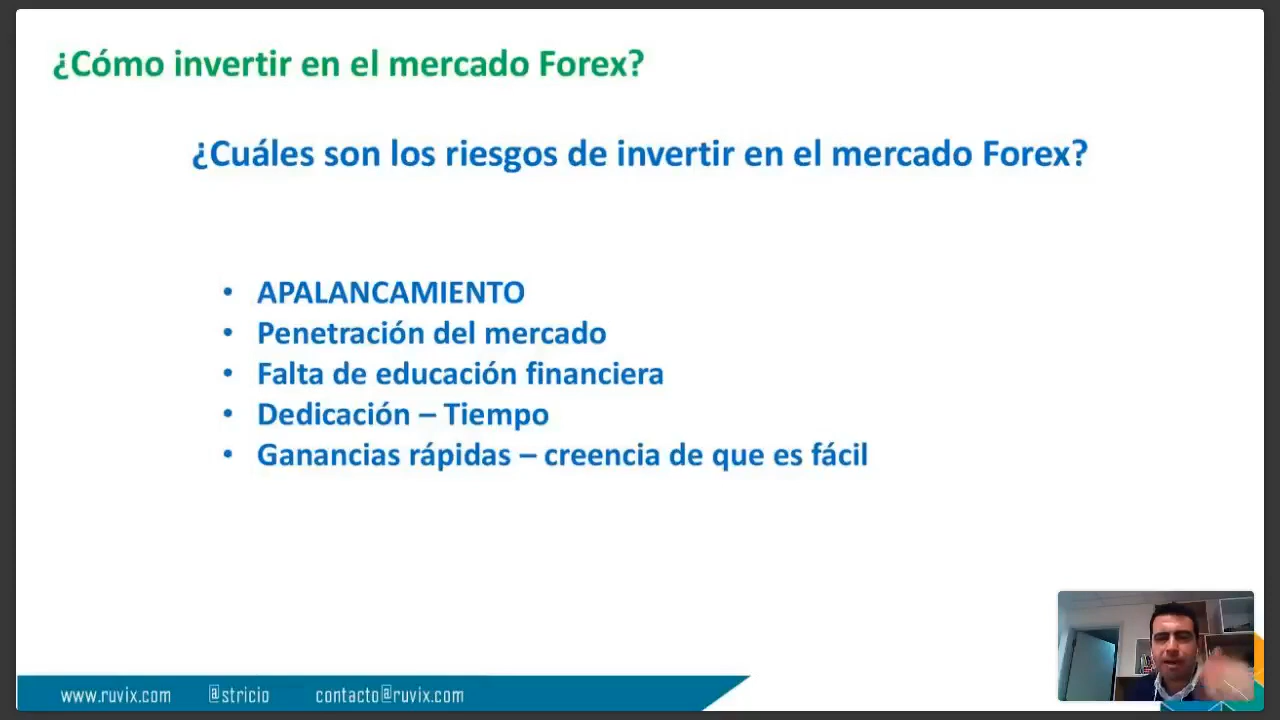 ¿Cómo invertir en el mercado Forex?
¿Cuáles son los riesgos de invertir en el mercado Forex?
• APALANCAMIENTO
• Penetración del mercado
• Falta de educación financiera
• Dedicación – Tiempo
• Ganancias rápidas – creencia de que es fácil
www.ruvix.com @stricio contacto@ruvix.com